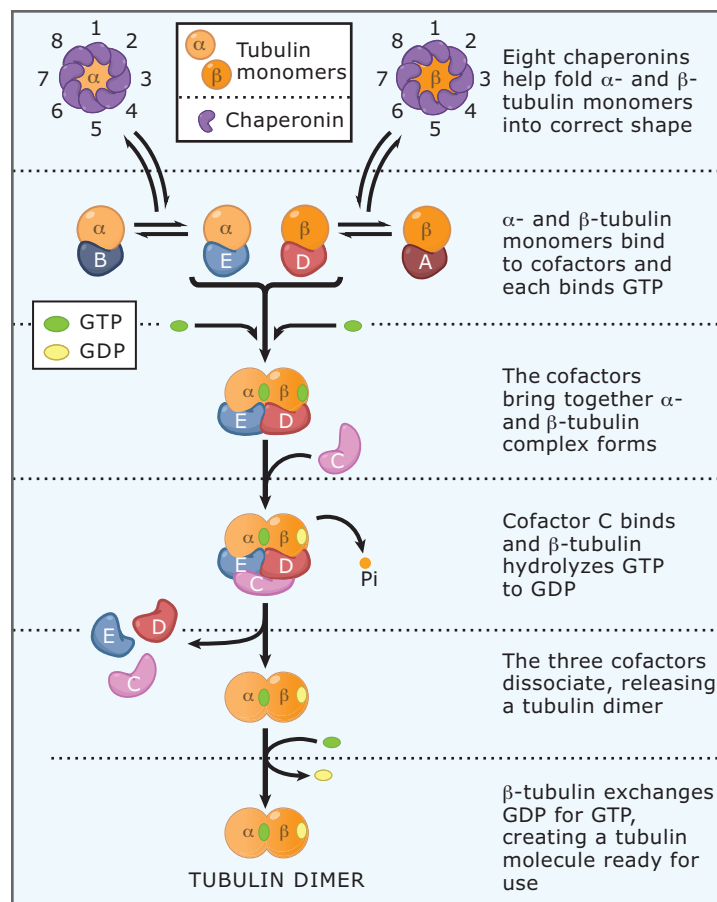 1
2
3
4
5
6
7
8
α
α Tubulin
β monomers
Chaperonin
1
2
3
4
5
6
7
8
β
Eight chaperonins
help fold α- and β-
tubulin monomers
into correct shape
α
B
α
E
β
D
β
A
α- and β-tubulin
monomers bind
to cofactors and
each binds GTP
GTP
GDP
α β
E D
C
The cofactors
bring together α-
and β-tubulin
complex forms
α β
E D
C
Pi
Cofactor C binds
and β-tubulin
hydrolyzes GTP
to GDP
E D
C
α β
The three cofactors
dissociate, releasing
a tubulin dimer
α β
TUBULIN DIMER
β-tubulin exchanges
GDP for GTP,
creating a tubulin
molecule ready for
use